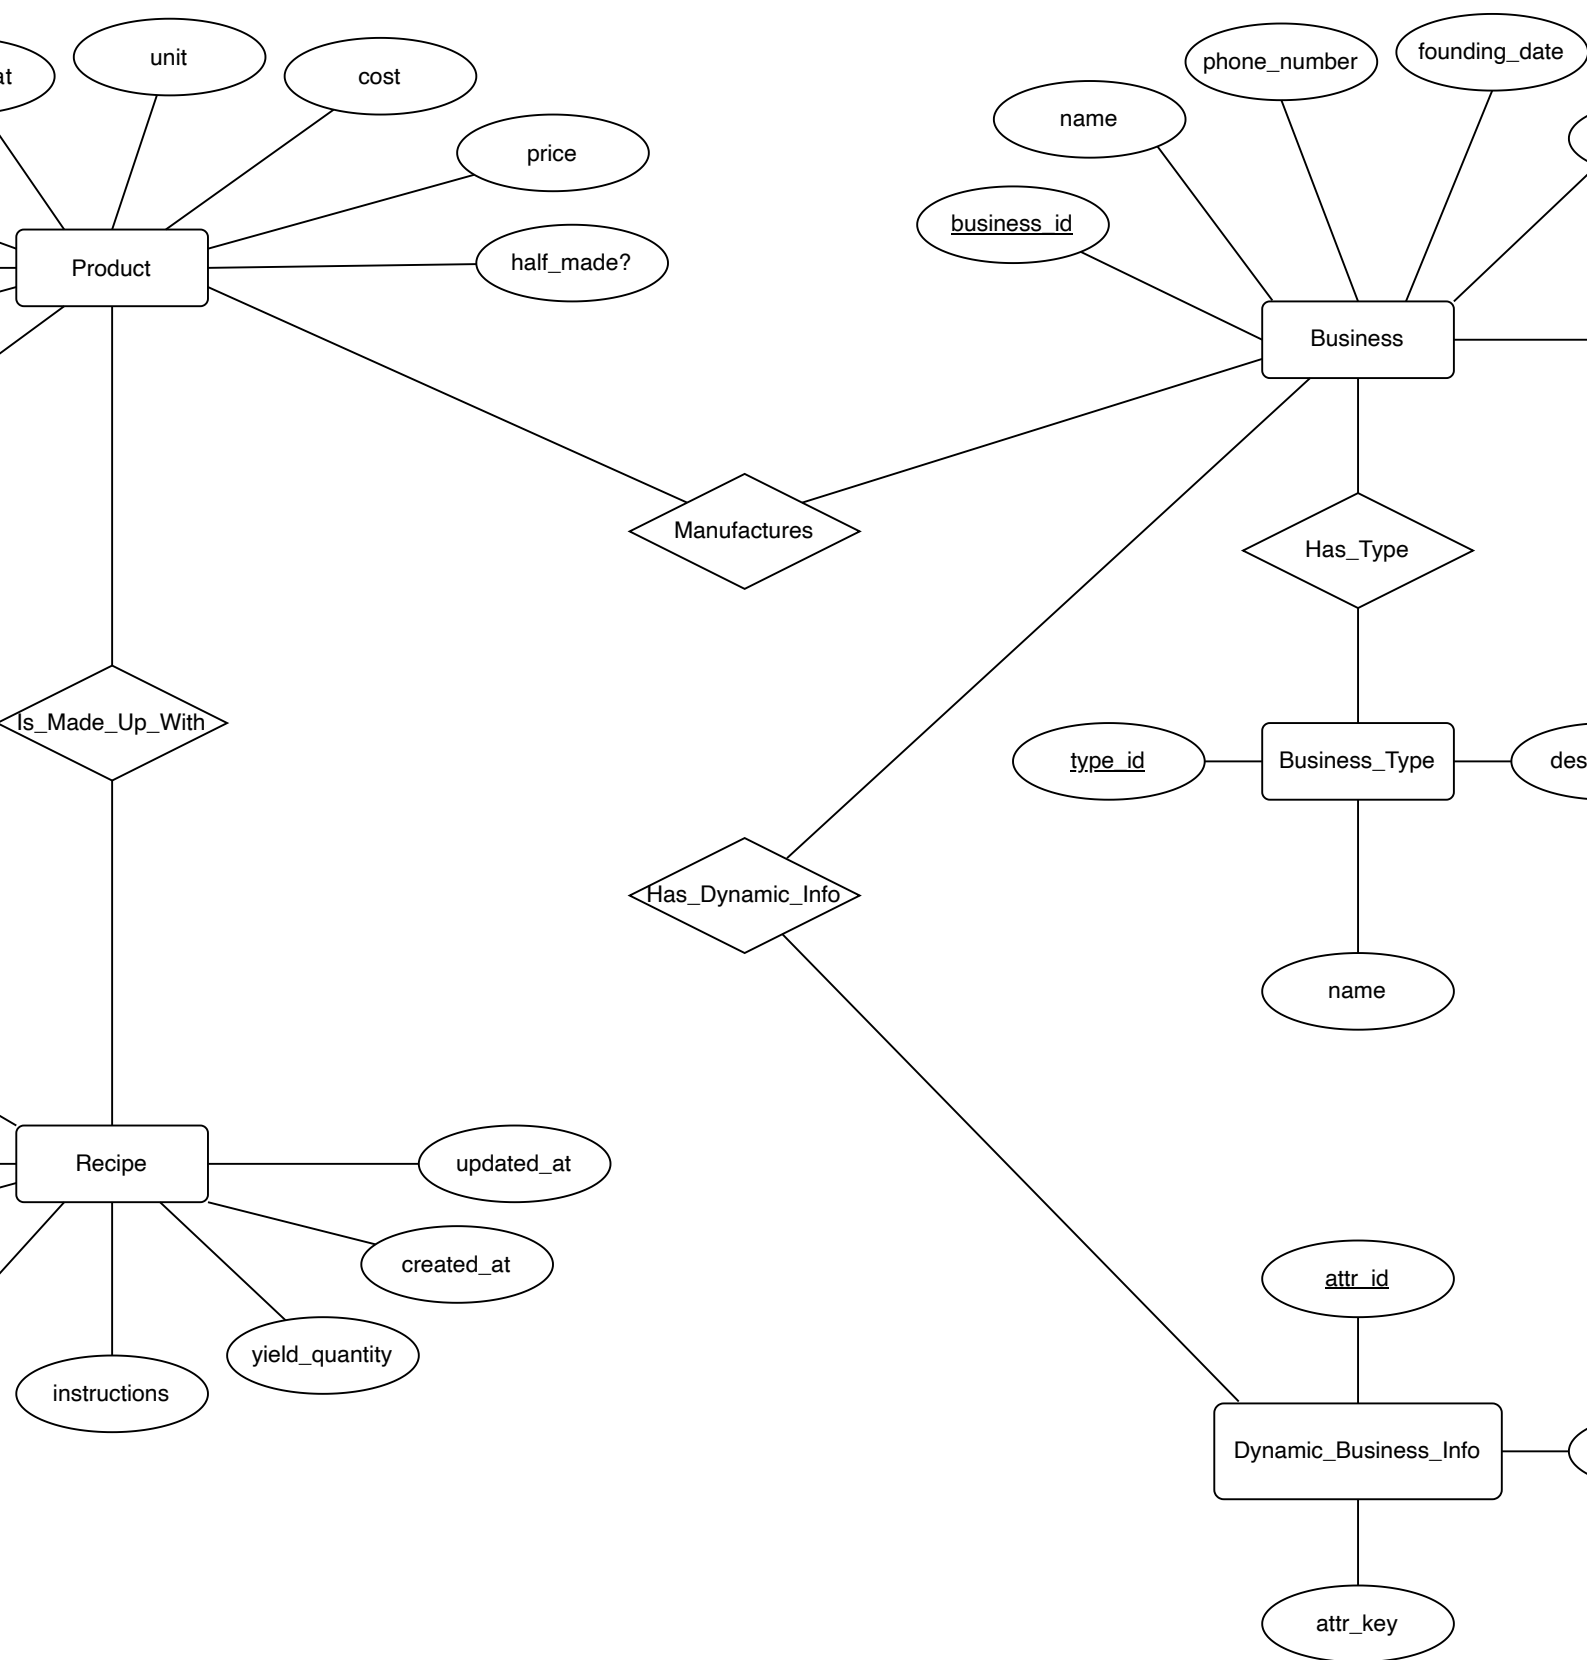 unit
cost
price
half_made?
Product
phone_number
founding_date
name
business_id
Business
Manufactures
Has_Type
Is_Made_Up_With
type_id
Business_Type
Has_Dynamic_Info
name
Recipe
updated_at
created_at
yield_quantity
instructions
attr_id
Dynamic_Business_Info
attr_key